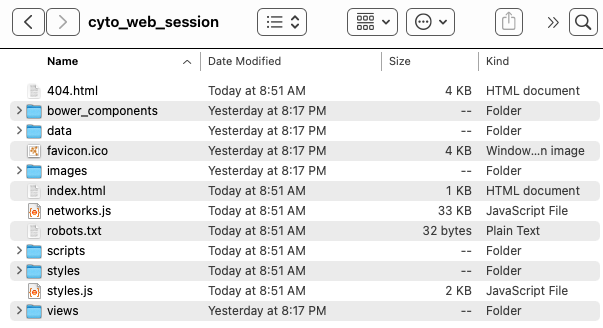 cyto_web_session
Name Date Modified Size Kind
404.html Today at 8:51 AM 4 KB HTML document
bower_components Yesterday at 8:17 PM -- Folder
data Yesterday at 8:17 PM -- Folder
favicon.ico Yesterday at 8:17 PM 4 KB Window...n image
images Yesterday at 8:17 PM -- Folder
index.html Today at 8:51 AM 1 KB HTML document
networks.js Today at 8:51 AM 33 KB JavaScript File
robots.txt Today at 8:51 AM 32 bytes Plain Text
scripts Today at 8:51 AM -- Folder
styles Today at 8:51 AM -- Folder
styles.js Today at 8:51 AM 2 KB JavaScript File
views Yesterday at 8:17 PM -- Folder